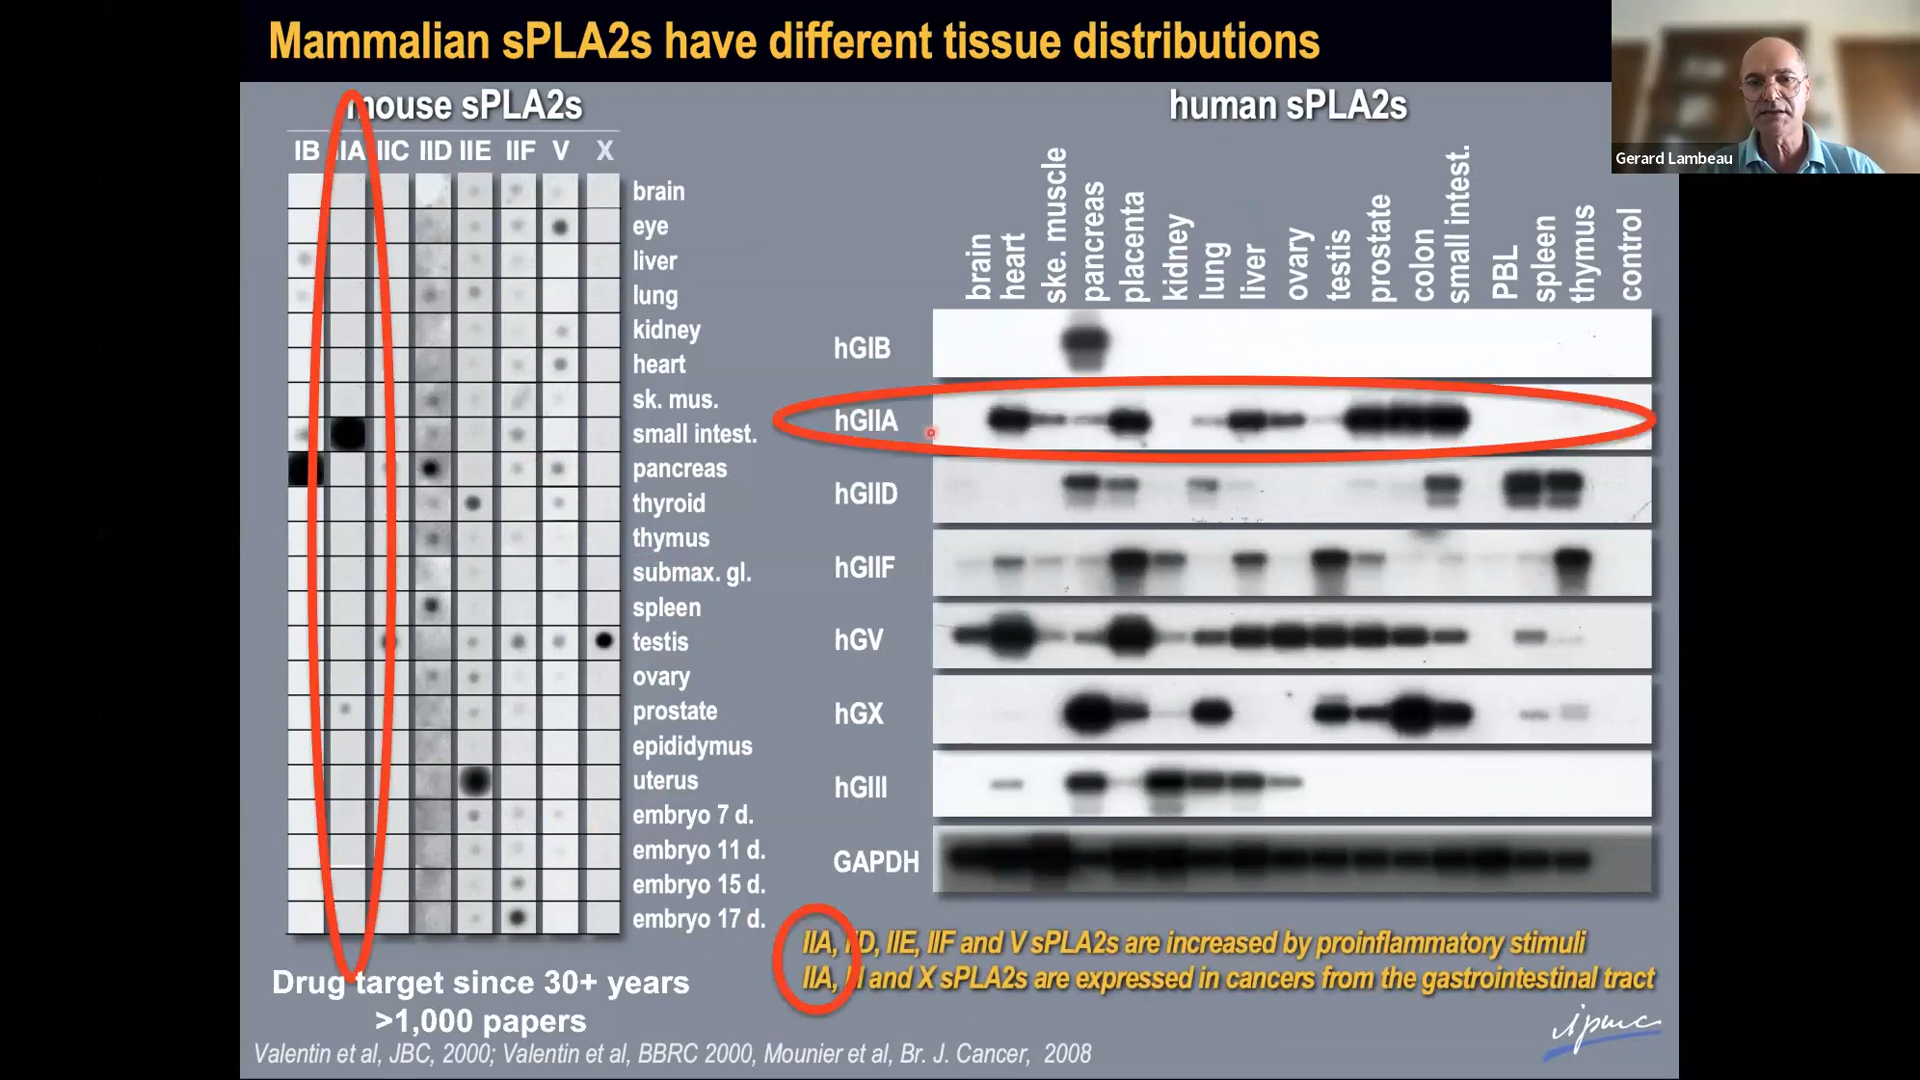 Mammalian sPLA2s have different tissue distributions
Gerard Lambeau
mouse sPLA2s
IB IIA IIC IID IIE IIF V X
brain
eye
liver
lung
kidney
heart
sk. mus.
small intest.
pancreas
thyroid
thymus
submax. gl.
spleen
testis
ovary
prostate
epididymus
uterus
embryo 7 d.
embryo 11 d.
embryo 15 d.
embryo 17 d.
Drug target since 30+ years
>1,000 papers
human sPLA2s
brain
heart
ske. muscle
pancreas
placenta
kidney
lung
liver
ovary
testis
prostate
colon
small intest.
PBL
spleen
thymus
control
hGIB
hGIIA
hGIID
hGIIF
hGV
hGX
hGIII
GAPDH
IIA, IID, IIE, IIF and V sPLA2s are increased by proinflammatory stimuli
IIA, III and X sPLA2s are expressed in cancers from the gastrointestinal tract
ipmc
Valentin et al, JBC, 2000; Valentin et al, BBRC 2000, Mounier et al, Br. J. Cancer, 2008